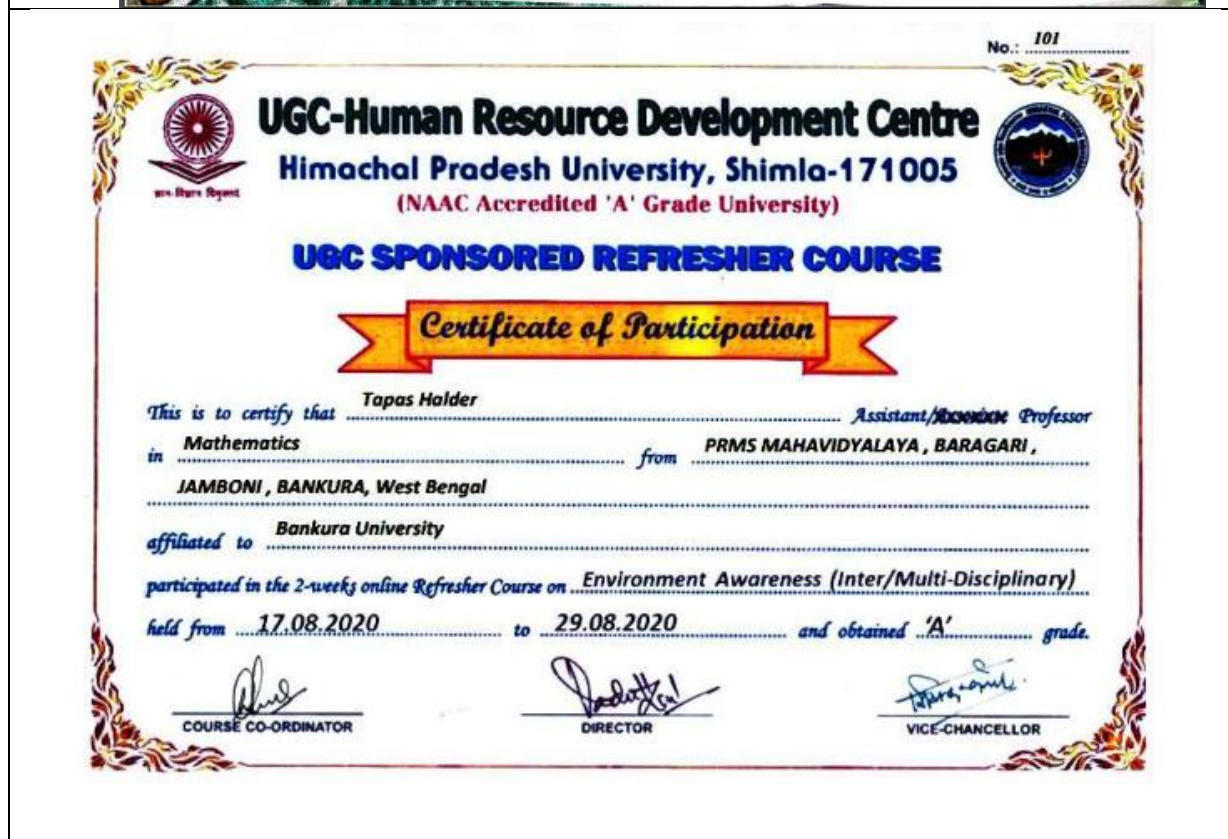 No.: 101
UGC-Human Resource Development Centre
Himachal Pradesh University, Shimla-171005
(NAAC Accredited 'A' Grade University)
ज्ञान-विज्ञान विमुक्तये
UGC SPONSORED REFRESHER COURSE
Certificate of Participation
This is to certify that Tapas Halder Assistant/ Professor
in Mathematics from PRMS MAHAVIDYALAYA , BARAGARI ,
JAMBONI , BANKURA, West Bengal
affiliated to Bankura University
participated in the 2-weeks online Refresher Course on Environment Awareness (Inter/Multi-Disciplinary)
held from 17.08.2020 to 29.08.2020 and obtained 'A' grade.
COURSE CO-ORDINATOR DIRECTOR VICE-CHANCELLOR